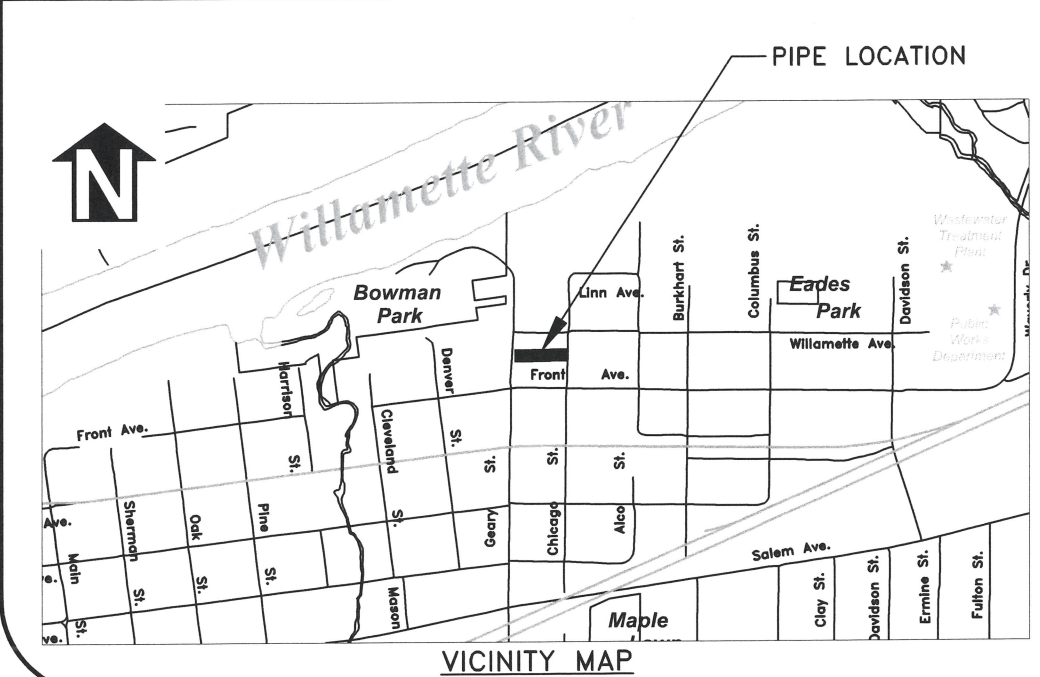 PIPE LOCATION
N
Willamette River
Wastewater
Treatment
Plant
Bowman
Park
Linn Ave.
Burkhart St.
Columbus St.
Eades
Park
Davidson St.
Public
Works
Department
Willamette Ave.
Front Ave.
Harrison St.
Denver St.
Cleveland St.
Front Ave.
Geary St.
Chicago St.
Alco St.
Sherman St.
Oak St.
Pine St.
Ave.
Main St.
Mason
Salem Ave.
Clay St.
Davidson St.
Ermine St.
Fulton St.
Maple
ve.
VICINITY MAP